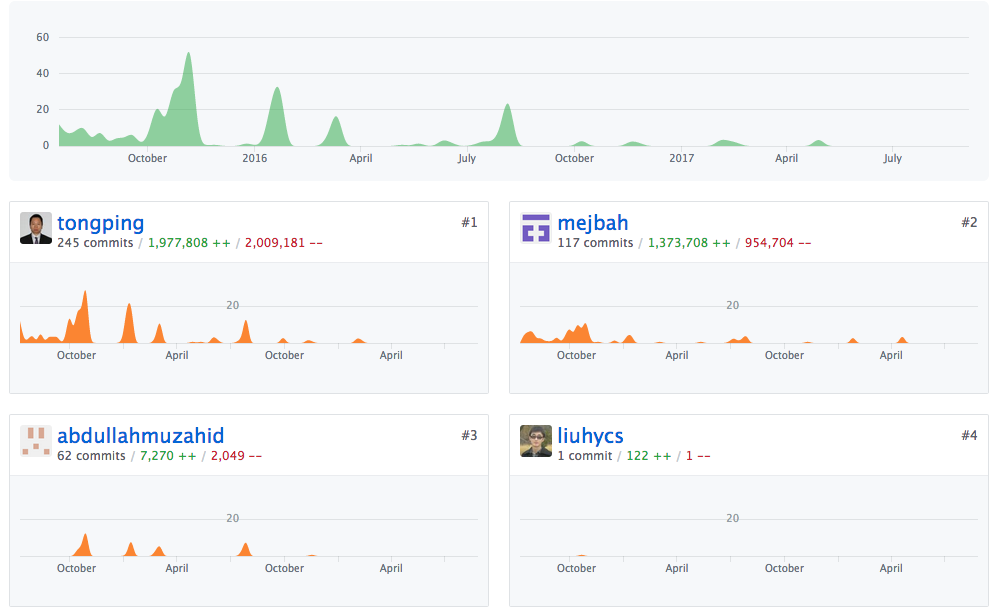 60
40
20
0
October 2016 April July October 2017 April July
tongping #1
245 commits / 1,977,808 ++ / 2,009,181 --
20
October April October April
mejbah #2
117 commits / 1,373,708 ++ / 954,704 --
20
October April October April
abdullahmuzahid #3
62 commits / 7,270 ++ / 2,049 --
20
October April October April
liuhycs #4
1 commit / 122 ++ / 1 --
20
October April October April